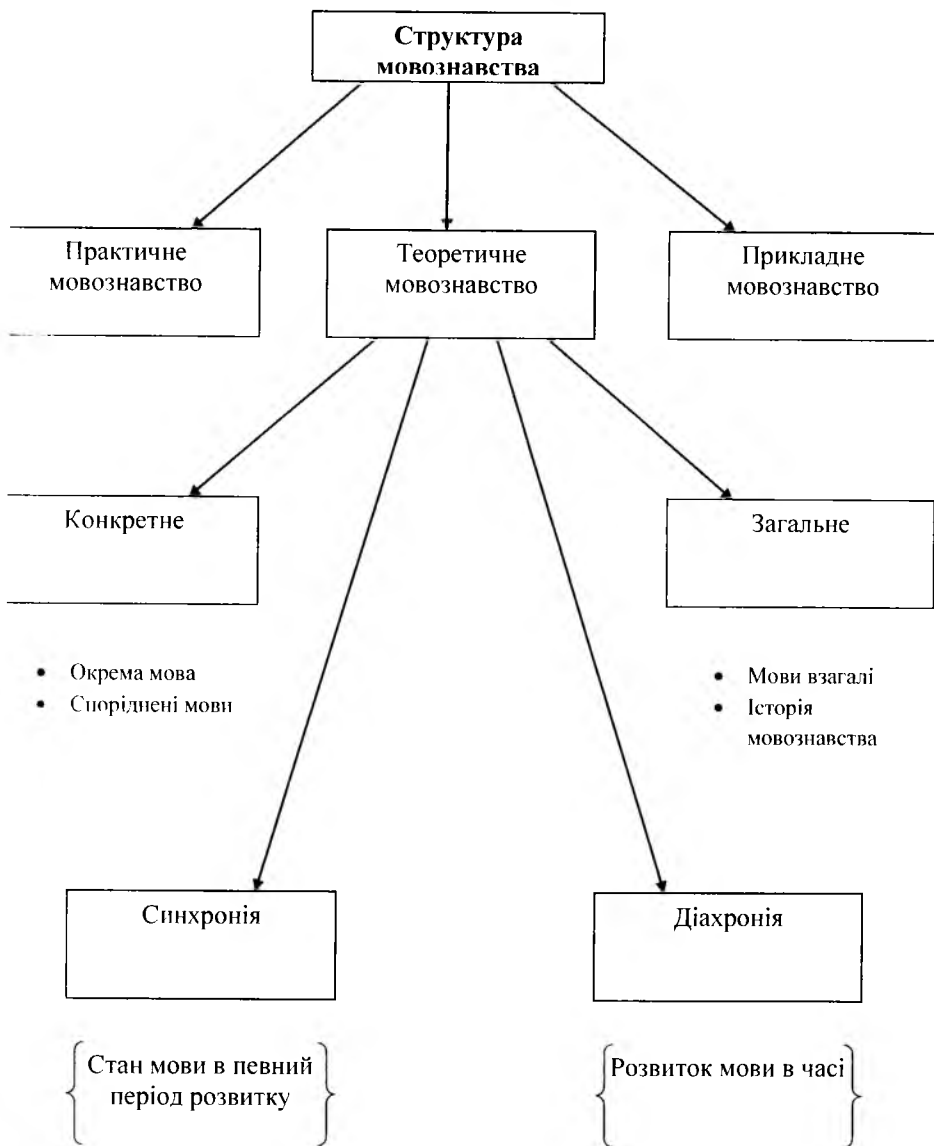 Структура
мовознавства
Практичне
мовознавство
Теоретичне
мовознавство
Прикладне
мовознавство
Конкретне
Загальне
• Окрема мова
• Споріднені мови
• Мови взагалі
• Історія
мовознавства
Синхронія
Діахронія
Стан мови в певний
період розвитку
Розвиток мови в часі